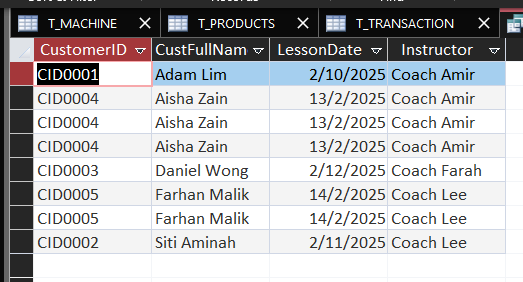 T_MACHINE T_PRODUCTS T_TRANSACTION
CustomerID CustFullNam LessonDate Instructor
CID0001 Adam Lim 2/10/2025 Coach Amir
CID0004 Aisha Zain 13/2/2025 Coach Amir
CID0004 Aisha Zain 13/2/2025 Coach Amir
CID0004 Aisha Zain 13/2/2025 Coach Amir
CID0003 Daniel Wong 2/12/2025 Coach Farah
CID0005 Farhan Malik 14/2/2025 Coach Lee
CID0005 Farhan Malik 14/2/2025 Coach Lee
CID0002 Siti Aminah 2/11/2025 Coach Lee